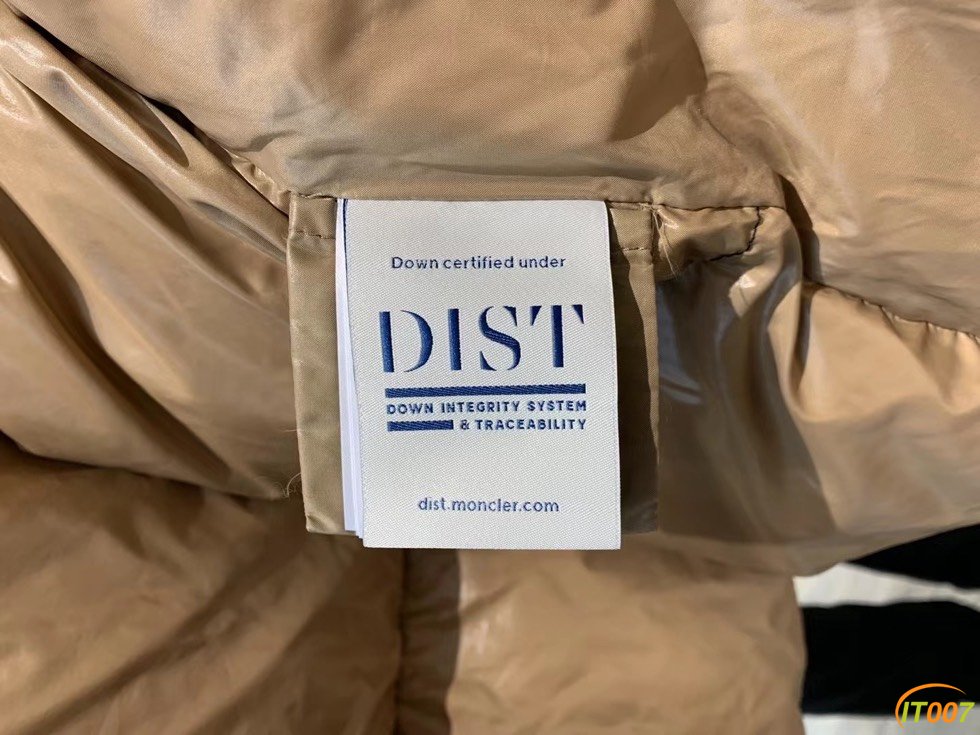 Down certified under
DIST
DOWN INTEGRITY SYSTEM
& TRACEABILITY
dist.moncler.com
IT007